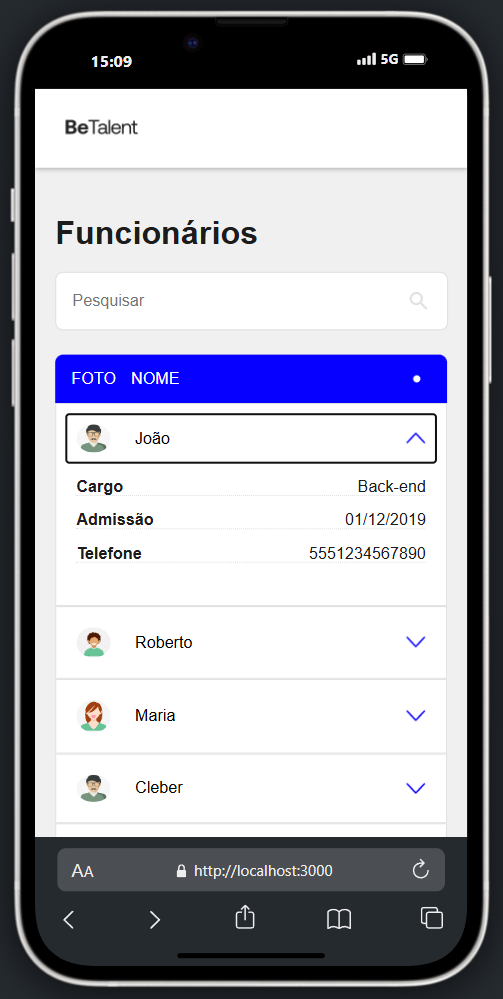 15:09 5G
BeTalent
Funcionários
Pesquisar
FOTO NOME
João
Cargo Back-end
Admissão 01/12/2019
Telefone 5551234567890
Roberto
Maria
Cleber
AA http://localhost:3000